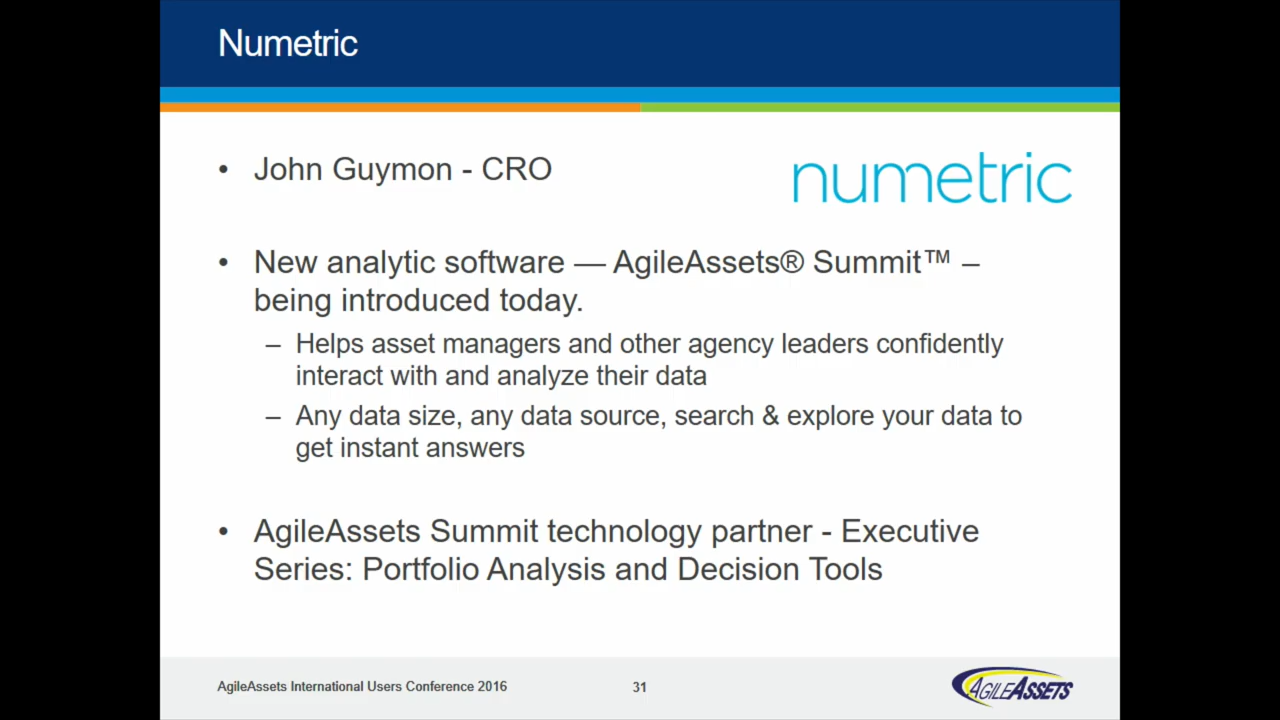 Numetric
• John Guymon - CRO
numetric
• New analytic software — AgileAssets® Summit™ –
being introduced today.
– Helps asset managers and other agency leaders confidently
interact with and analyze their data
– Any data size, any data source, search & explore your data to
get instant answers
• AgileAssets Summit technology partner - Executive
Series: Portfolio Analysis and Decision Tools
AgileAssets International Users Conference 2016
31
AGILEASSETS